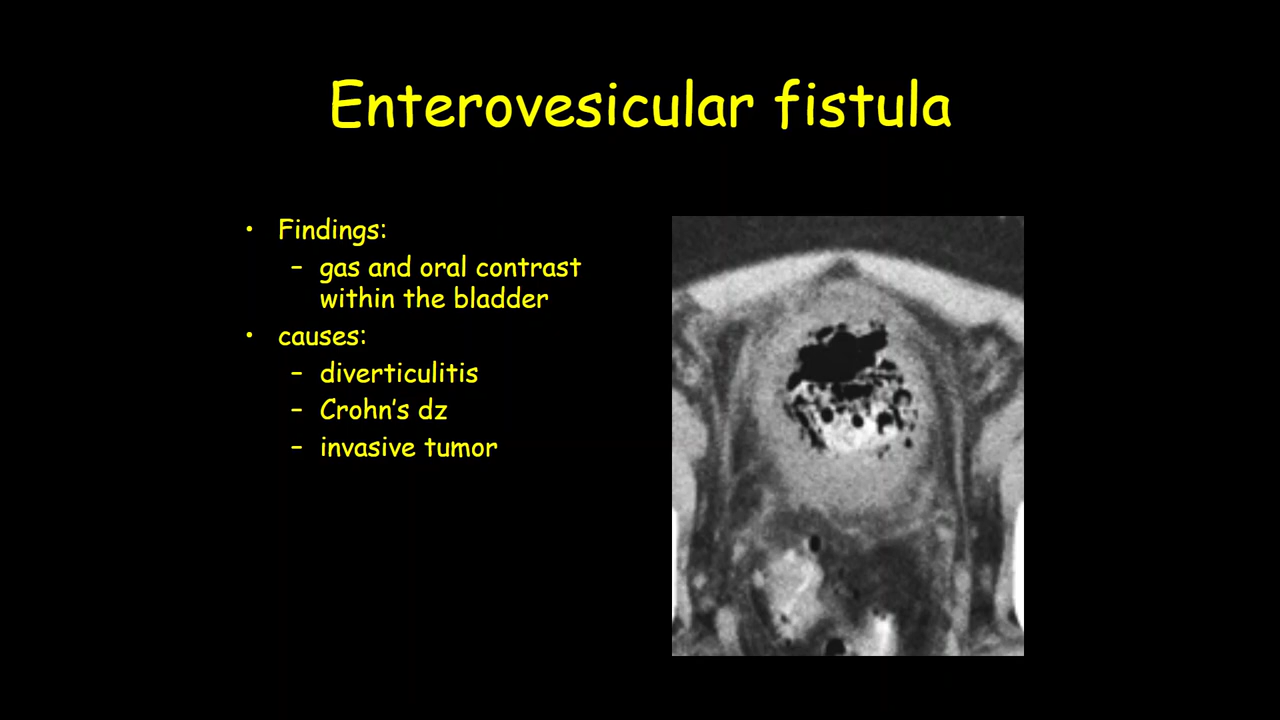 Enterovesicular fistula
• Findings:
– gas and oral contrast
within the bladder
• causes:
– diverticulitis
– Crohn’s dz
– invasive tumor